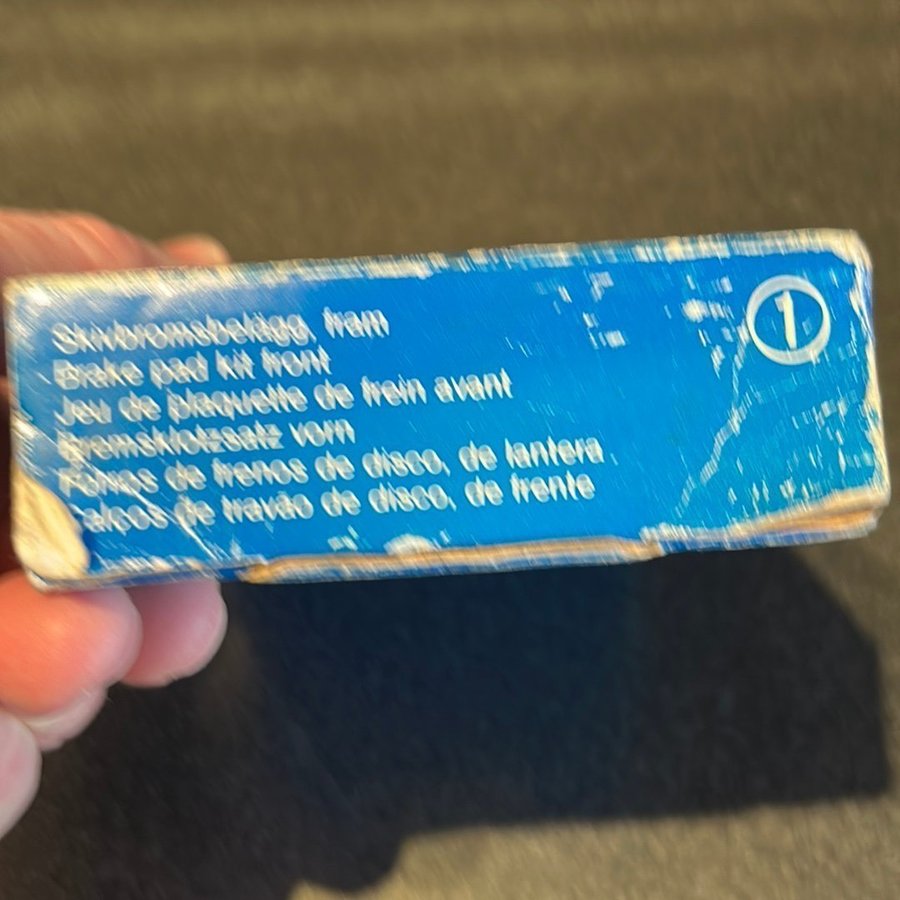 Skivbromsbelägg, fram
Brake pad kit front
Jeu de plaquette de frein avant
Bremsklotzsatz vorn
de frenos de disco, de lantera
Calços de travão de disco, de frente
1